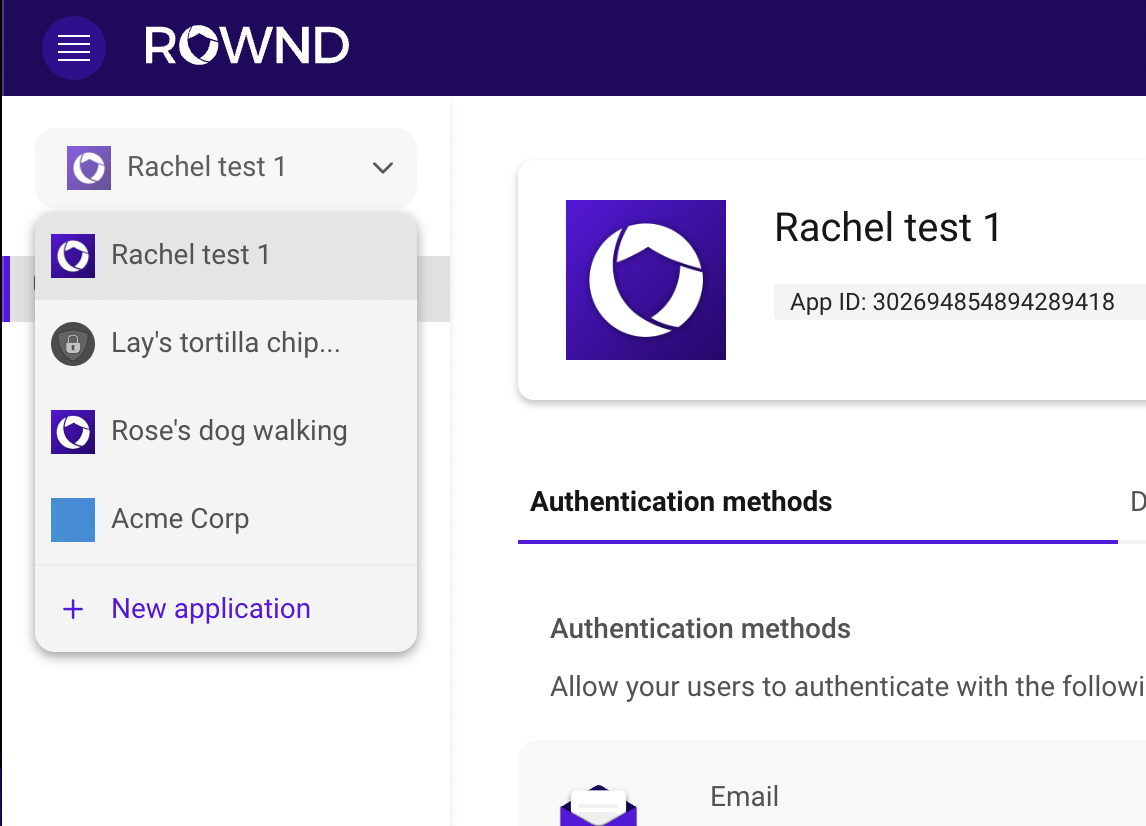 ROWND
Rachel test 1
Rachel test 1
Lay's tortilla chip...
Rose's dog walking
Acme Corp
+ New application
Rachel test 1
App ID: 302694854894289418
Authentication methods
D
Authentication methods
Allow your users to authenticate with the followi
Email